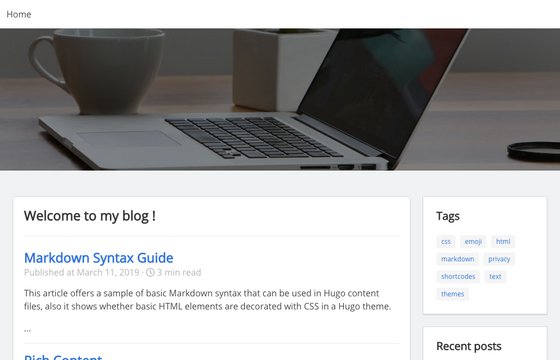 Home
Welcome to my blog !
Markdown Syntax Guide
Published at March 11, 2019 · 3 min read
This article offers a sample of basic Markdown syntax that can be used in Hugo content
files, also it shows whether basic HTML elements are decorated with CSS in a Hugo theme.
...
Rich Content
Tags
css emoji html
markdown privacy
shortcodes text
themes
Recent posts